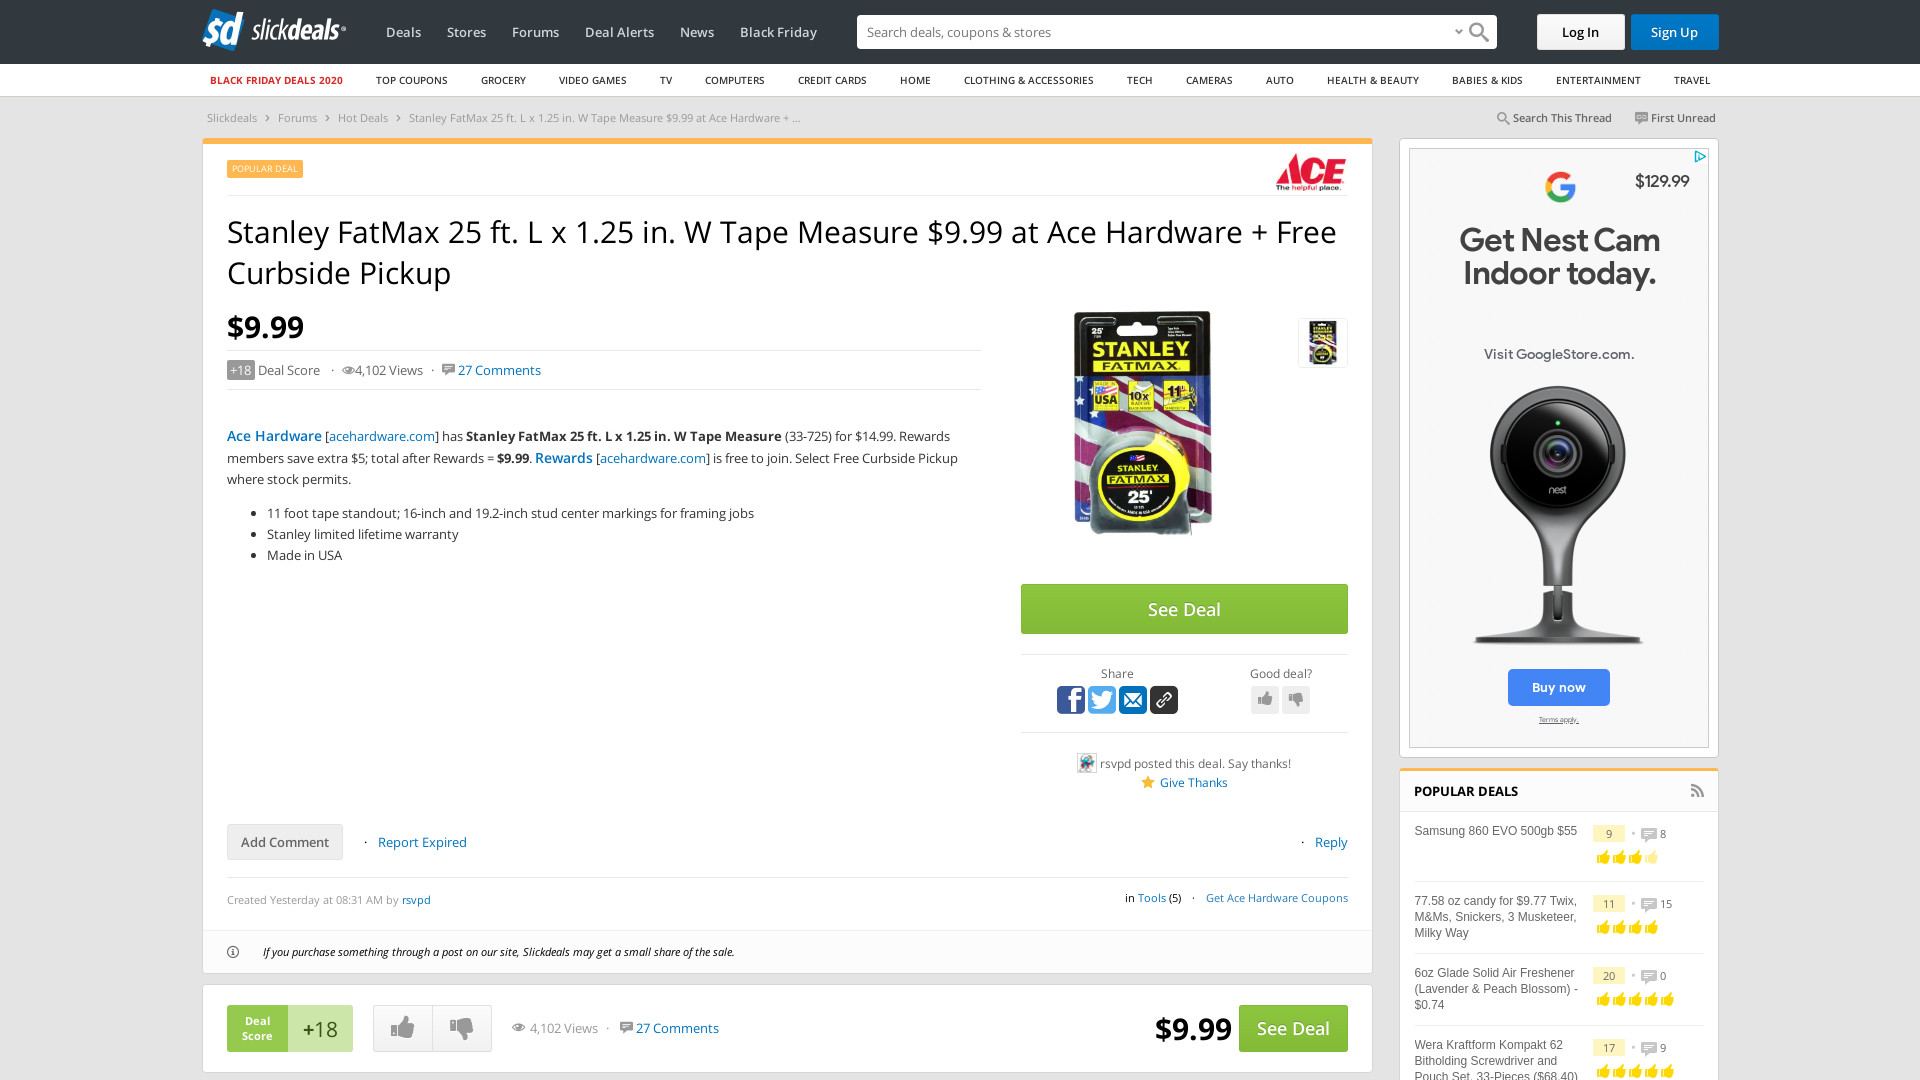 slickdeals
Deals
Stores
Forums
Deal Alerts
News
Black Friday
Search deals, coupons & stores
Log In
Sign Up
BLACK FRIDAY DEALS 2020
TOP COUPONS
GROCERY
VIDEO GAMES
TV
COMPUTERS
CREDIT CARDS
HOME
CLOTHING & ACCESSORIES
TECH
CAMERAS
AUTO
HEALTH & BEAUTY
BABIES & KIDS
ENTERTAINMENT
TRAVEL
Slickdeals › Forums › Hot Deals › Stanley FatMax 25 ft. L x 1.25 in. W Tape Measure $9.99 at Ace Hardware + ...
Search This Thread
First Unread
POPULAR DEAL
ACE
The helpful place.
Stanley FatMax 25 ft. L x 1.25 in. W Tape Measure $9.99 at Ace Hardware + Free
Curbside Pickup
$9.99
+18 Deal Score · 4,102 Views · 27 Comments
Ace Hardware [acehardware.com] has Stanley FatMax 25 ft. L x 1.25 in. W Tape Measure (33-725) for $14.99. Rewards
members save extra $5; total after Rewards = $9.99. Rewards [acehardware.com] is free to join. Select Free Curbside Pickup
where stock permits.
• 11 foot tape standout; 16-inch and 19.2-inch stud center markings for framing jobs
• Stanley limited lifetime warranty
• Made in USA
25'
STANLEY
FATMAX
MADE IN
USA
10x
11'
STANLEY
FATMAX
25'
See Deal
Share
Good deal?
rsvpd posted this deal. Say thanks!
Give Thanks
Add Comment
· Report Expired
· Reply
Created Yesterday at 08:31 AM by rsvpd
in Tools (5) · Get Ace Hardware Coupons
If you purchase something through a post on our site, Slickdeals may get a small share of the sale.
Deal
Score
+18
4,102 Views · 27 Comments
$9.99
See Deal
$129.99
Get Nest Cam
Indoor today.
Visit GoogleStore.com.
nest
Buy now
Terms apply.
POPULAR DEALS
Samsung 860 EVO 500gb $55
9 • 8
77.58 oz candy for $9.77 Twix,
M&Ms, Snickers, 3 Musketeer,
Milky Way
11 • 15
6oz Glade Solid Air Freshener
(Lavender & Peach Blossom) -
$0.74
20 • 0
Wera Kraftform Kompakt 62
Bitholding Screwdriver and
Pouch Set, 33-Pieces ($68.40)
17 • 9